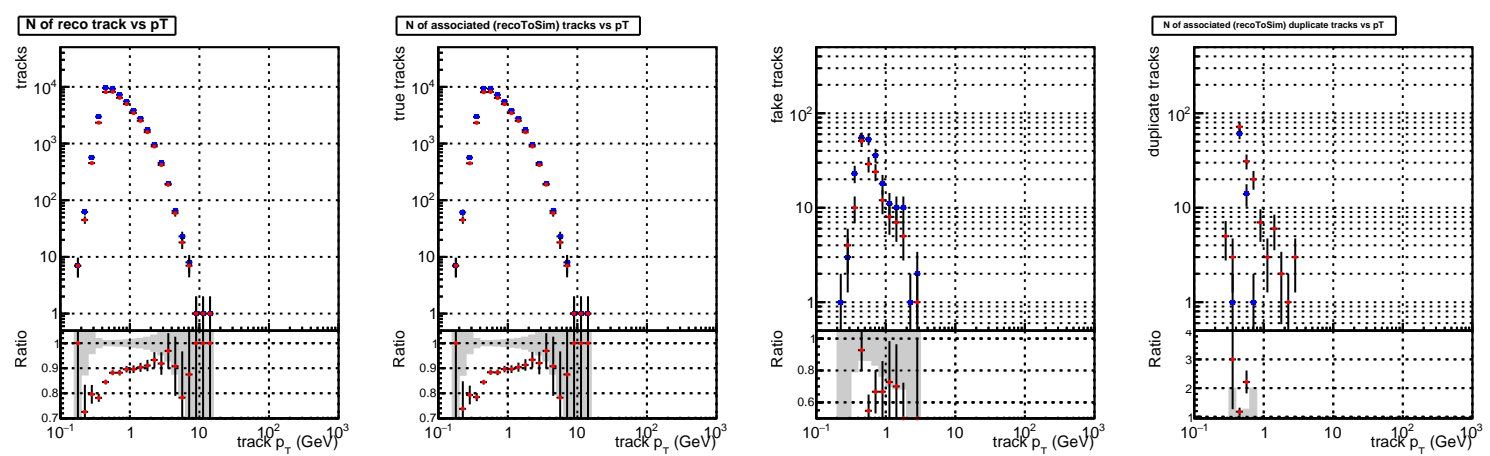 N of reco track vs pT
tracks
10^4
10^3
10^2
10
1
Ratio
1
0.9
0.8
0.7
10^-1 1 10 10^2 10^3
track p_T (GeV)
N of associated (recoToSim) tracks vs pT
true tracks
10^4
10^3
10^2
10
1
Ratio
1
0.9
0.8
0.7
10^-1 1 10 10^2 10^3
track p_T (GeV)
fake tracks
10^2
10
1
Ratio
1
0.8
0.6
10^-1 1 10 10^2 10^3
track p_T (GeV)
N of associated (recoToSim) duplicate tracks vs pT
duplicate tracks
10^2
10
1
Ratio
4
3
2
1
10^-1 1 10 10^2 10^3
track p_T (GeV)